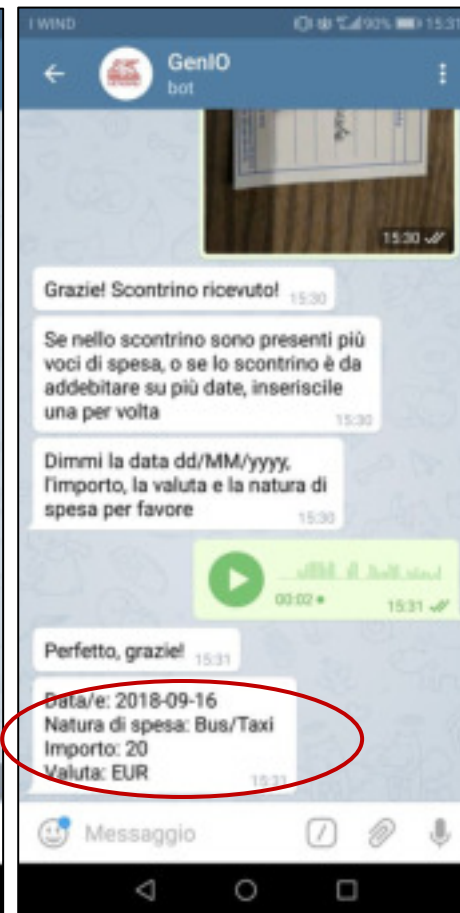 I WIND
90% 15:31
GenIO
bot
15:30
Grazie! Scontrino ricevuto! 15:30
Se nello scontrino sono presenti più
voci di spesa, o se lo scontrino è da
addebitare su più date, inseriscile
una per volta
15:30
Dimmi la data dd/MM/yyyy,
l'importo, la valuta e la natura di
spesa per favore
15:30
00:02
15:31
Perfetto, grazie! 15:31
Data/e: 2018-09-16
Natura di spesa: Bus/Taxi
Importo: 20
Valuta: EUR
15:31
Messaggio